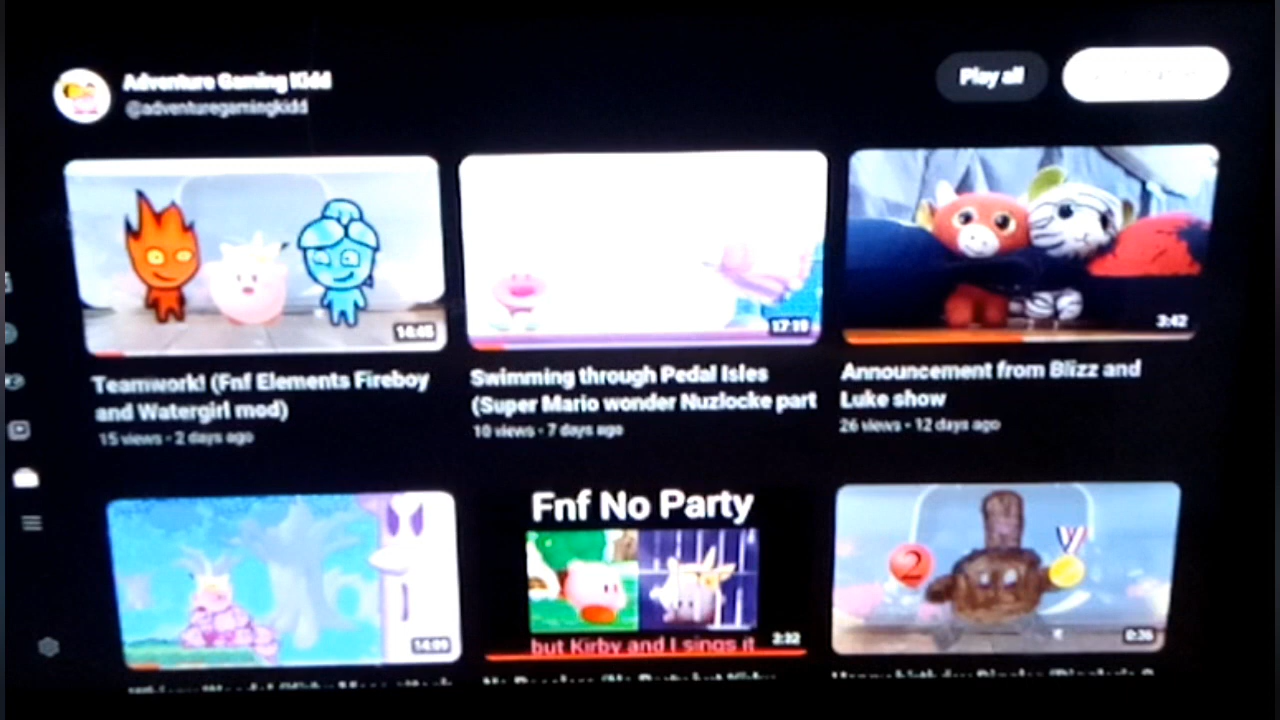 Adventure Gaming Kidd
@adventuregamingkidd
Play all
14:45
17:19
3:42
Teamwork! (Fnf Elements Fireboy
and Watergirl mod)
15 views • 2 days ago
Swimming through Pedal Isles
(Super Mario wonder Nuzlocke part
10 views • 7 days ago
Announcement from Blizz and
Luke show
26 views • 12 days ago
Fnf No Party
2
but Kirby and I sings it
2:32
0:36